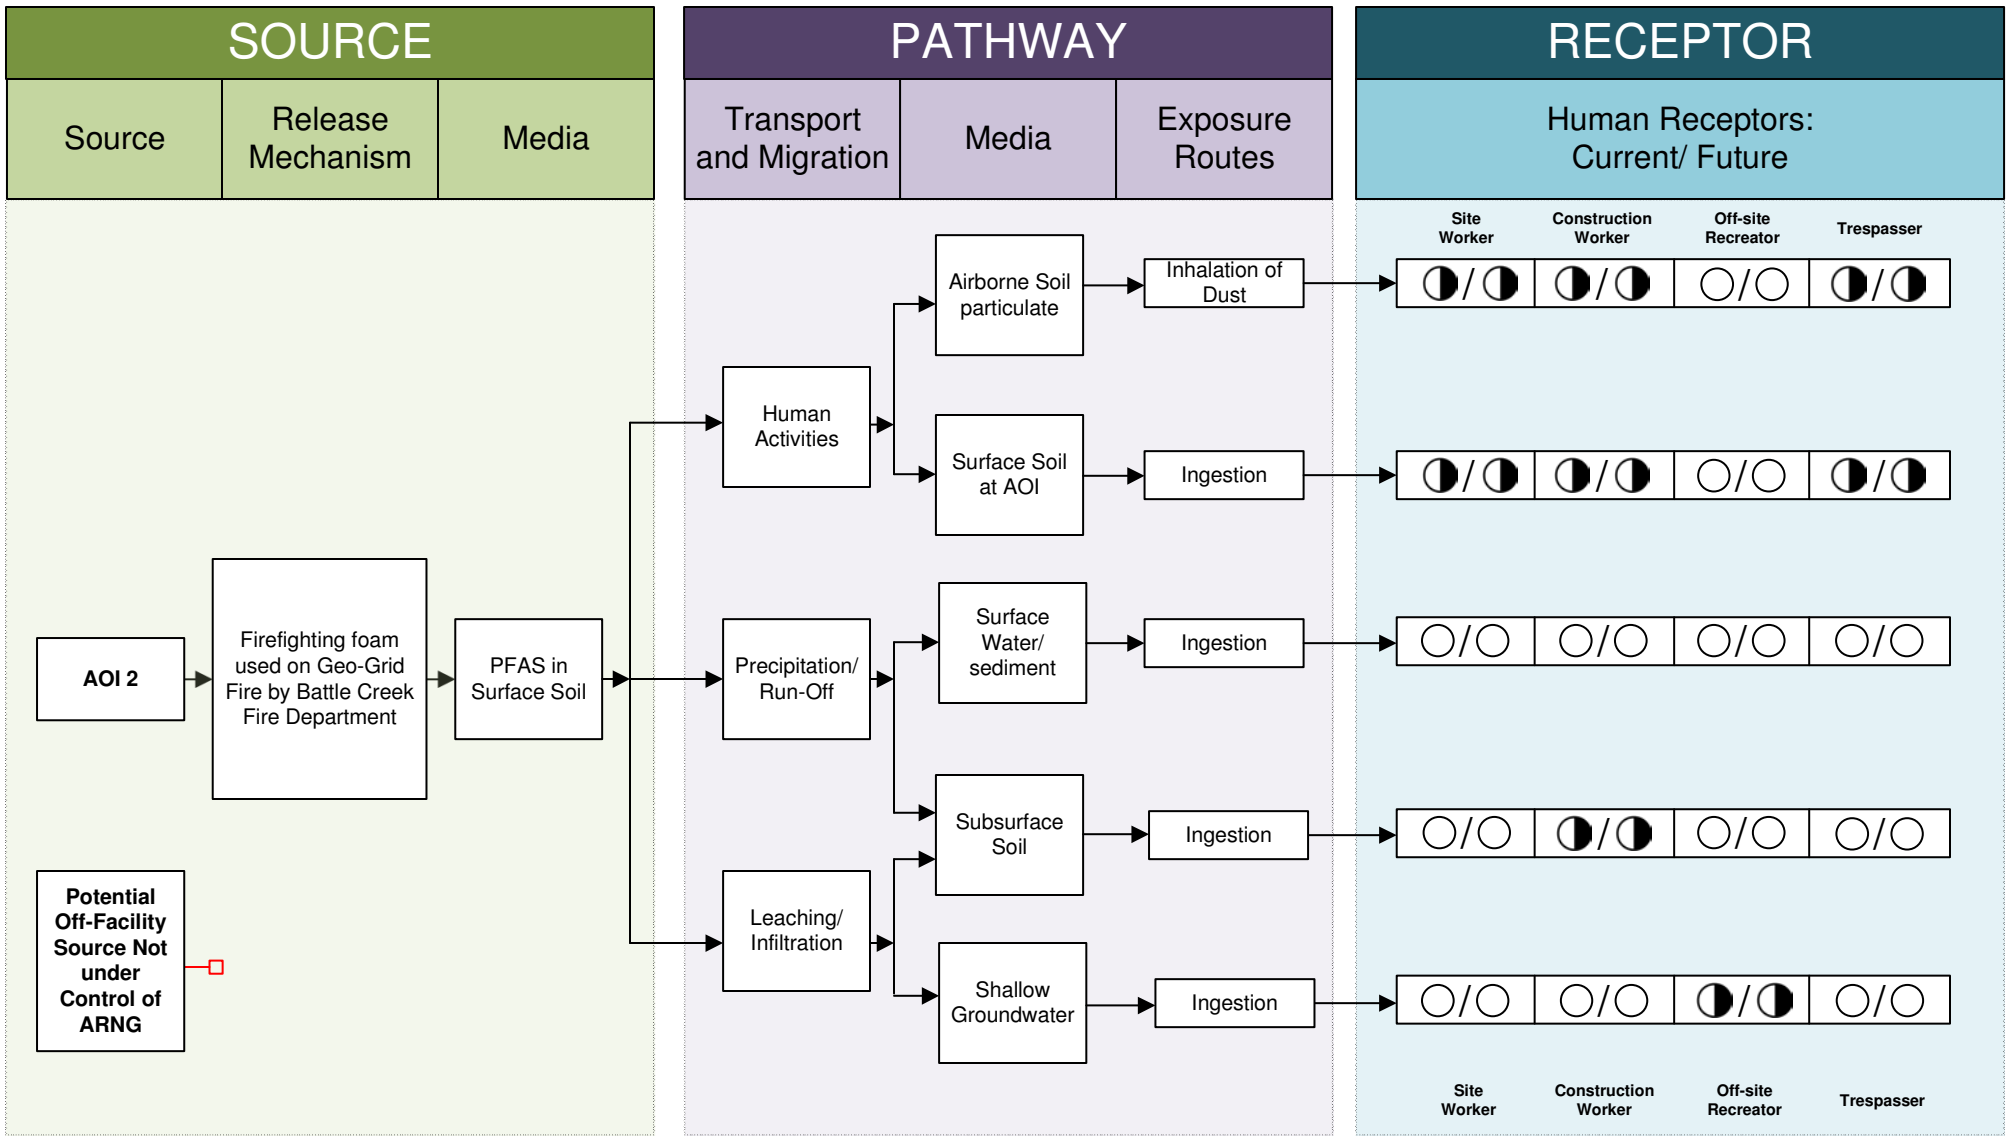 SOURCE
PATHWAY
RECEPTOR
Source
Release
Mechanism
Media
Transport
and Migration
Media
Exposure
Routes
Human Receptors:
Current/ Future
Site
Worker
Construction
Worker
Off-site
Recreator
Trespasser
Airborne Soil
particulate
Inhalation of
Dust
/
/
/
/
Human
Activities
Surface Soil
at AOI
Ingestion
/
/
/
/
AOI 2
Firefighting foam
used on Geo-Grid
Fire by Battle Creek
Fire Department
PFAS in
Surface Soil
Precipitation/
Run-Off
Surface
Water/
sediment
Ingestion
/
/
/
/
Subsurface
Soil
Ingestion
/
/
/
/
Potential
Off-Facility
Source Not
under
Control of
ARNG
Leaching/
Infiltration
Shallow
Groundwater
Ingestion
/
/
/
/
Site
Worker
Construction
Worker
Off-site
Recreator
Trespasser